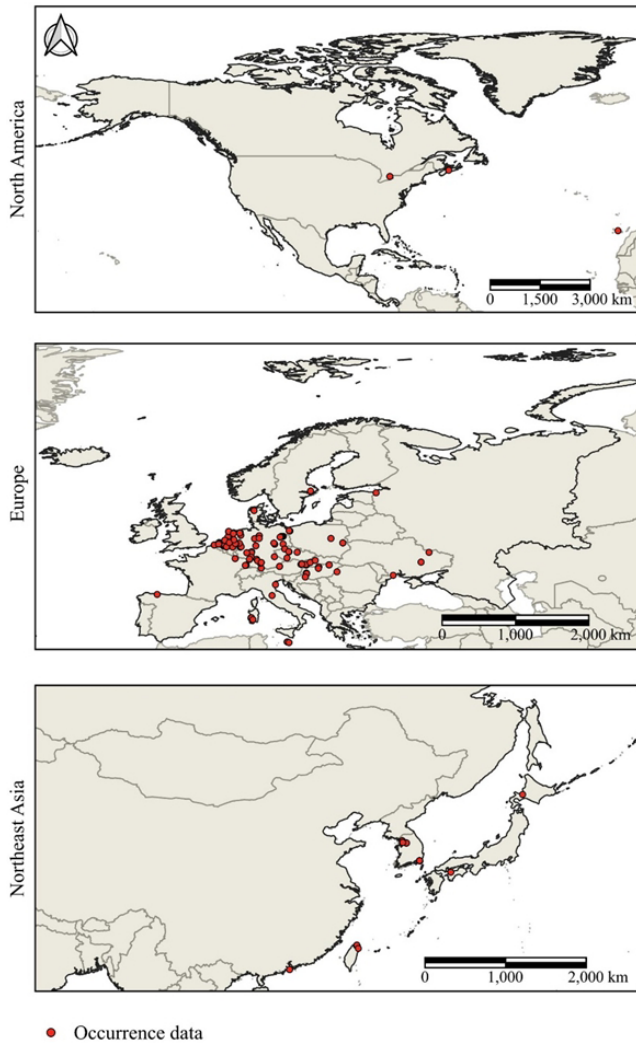 North America
0 1,500 3,000 km
Europe
0 1,000 2,000 km
Northeast Asia
0 1,000 2,000 km
Occurrence data